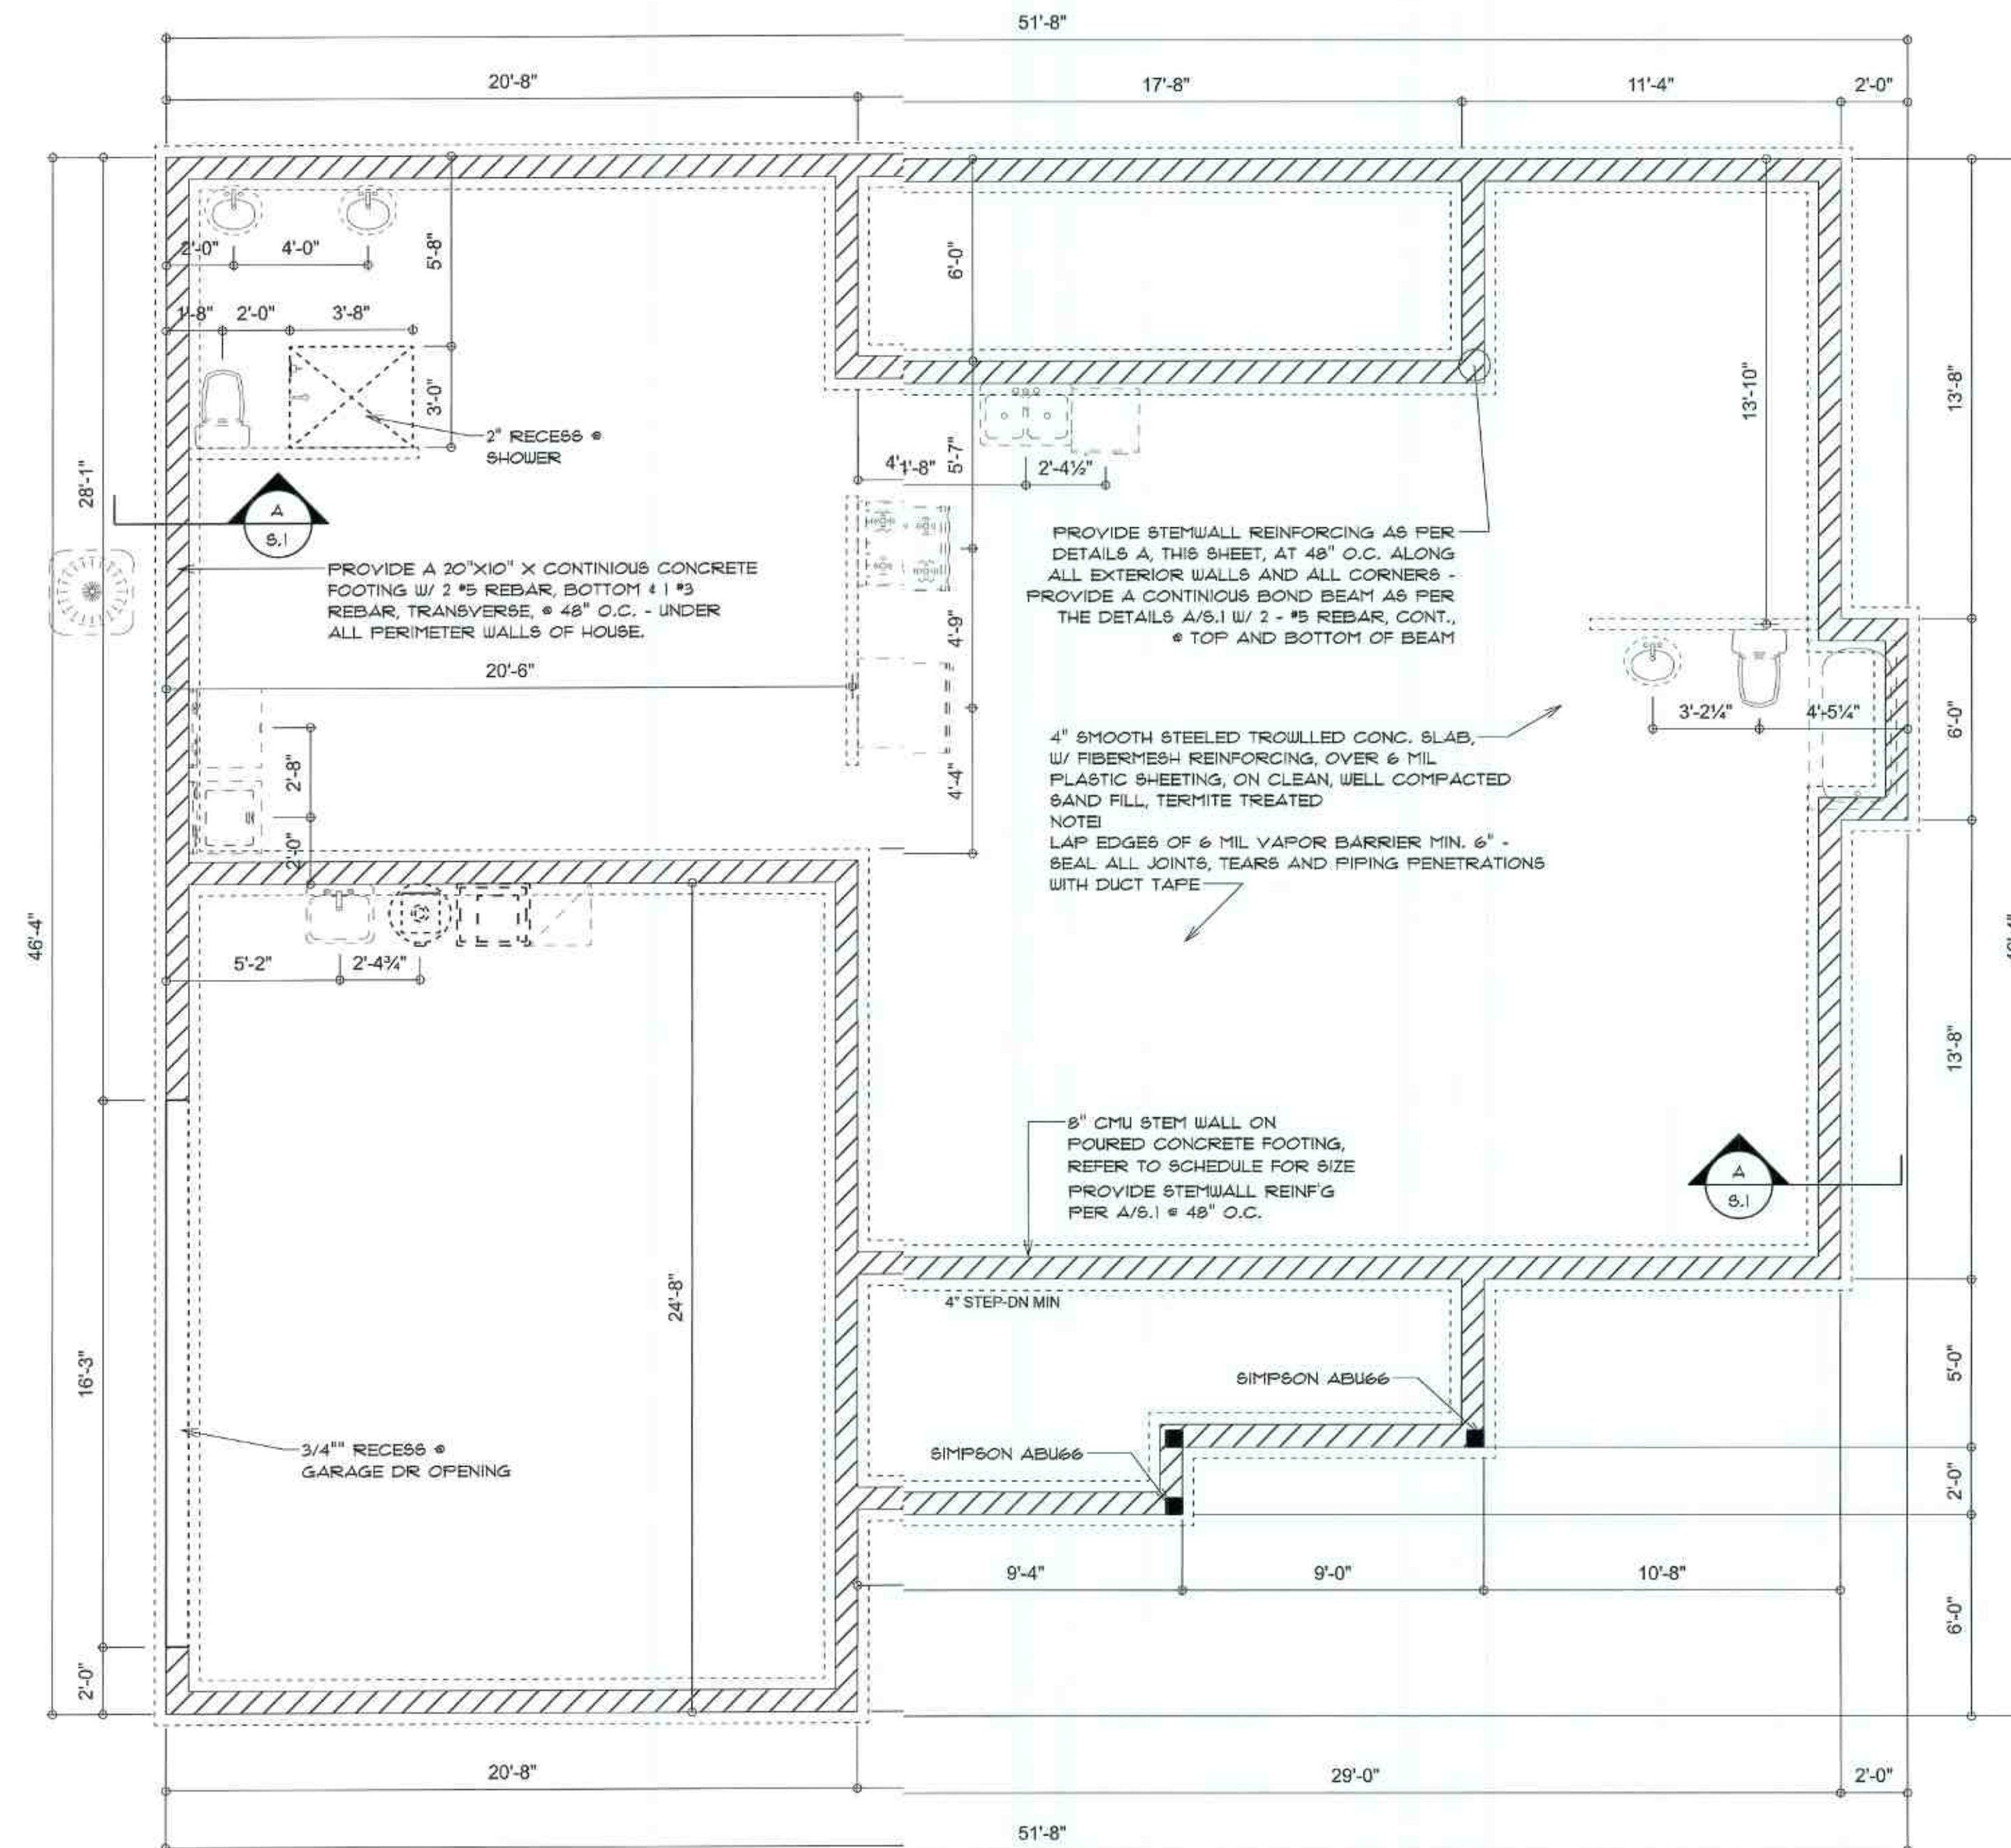 51'-8"
20'-8"
17'-8"
11'-4"
2'-0"
2'-0"
4'-0"
5'-8"
6'-0"
1'-8"
2'-0"
3'-8"
3'-0"
13'-10"
13'-8"
2" RECESS @
SHOWER
28'-1"
A
S.1
4'-8"
5'-7"
2'-4½"
PROVIDE A 20"X10" X CONTINIOUS CONCRETE
FOOTING W/ 2 #5 REBAR, BOTTOM & 1 #3
REBAR, TRANSVERSE, @ 48" O.C. - UNDER
ALL PERIMETER WALLS OF HOUSE.
PROVIDE STEMWALL REINFORCING AS PER
DETAILS A, THIS SHEET, AT 48" O.C. ALONG
ALL EXTERIOR WALLS AND ALL CORNERS -
PROVIDE A CONTINIOUS BOND BEAM AS PER
THE DETAILS A/S.1 W/ 2 - #5 REBAR, CONT.,
@ TOP AND BOTTOM OF BEAM
4'-9"
20'-6"
3'-2¼"
4'-5¼"
6'-0"
4" SMOOTH STEELED TROWLLED CONC. SLAB,
W/ FIBERMESH REINFORCING, OVER 6 MIL
PLASTIC SHEETING, ON CLEAN, WELL COMPACTED
SAND FILL, TERMITE TREATED
NOTE!
LAP EDGES OF 6 MIL VAPOR BARRIER MIN. 6" -
SEAL ALL JOINTS, TEARS AND PIPING PENETRATIONS
WITH DUCT TAPE
2'-8"
4'-4"
2'-0"
46'-4"
5'-2"
2'-4¾"
13'-8"
8" CMU STEM WALL ON
POURED CONCRETE FOOTING,
REFER TO SCHEDULE FOR SIZE
PROVIDE STEMWALL REINF'G
PER A/S.1 @ 48" O.C.
A
S.1
24'-8"
4" STEP-DN MIN
16'-3"
5'-0"
SIMPSON ABU66
SIMPSON ABU66
3/4"" RECESS @
GARAGE DR OPENING
2'-0"
9'-4"
9'-0"
10'-8"
6'-0"
2'-0"
20'-8"
29'-0"
2'-0"
51'-8"